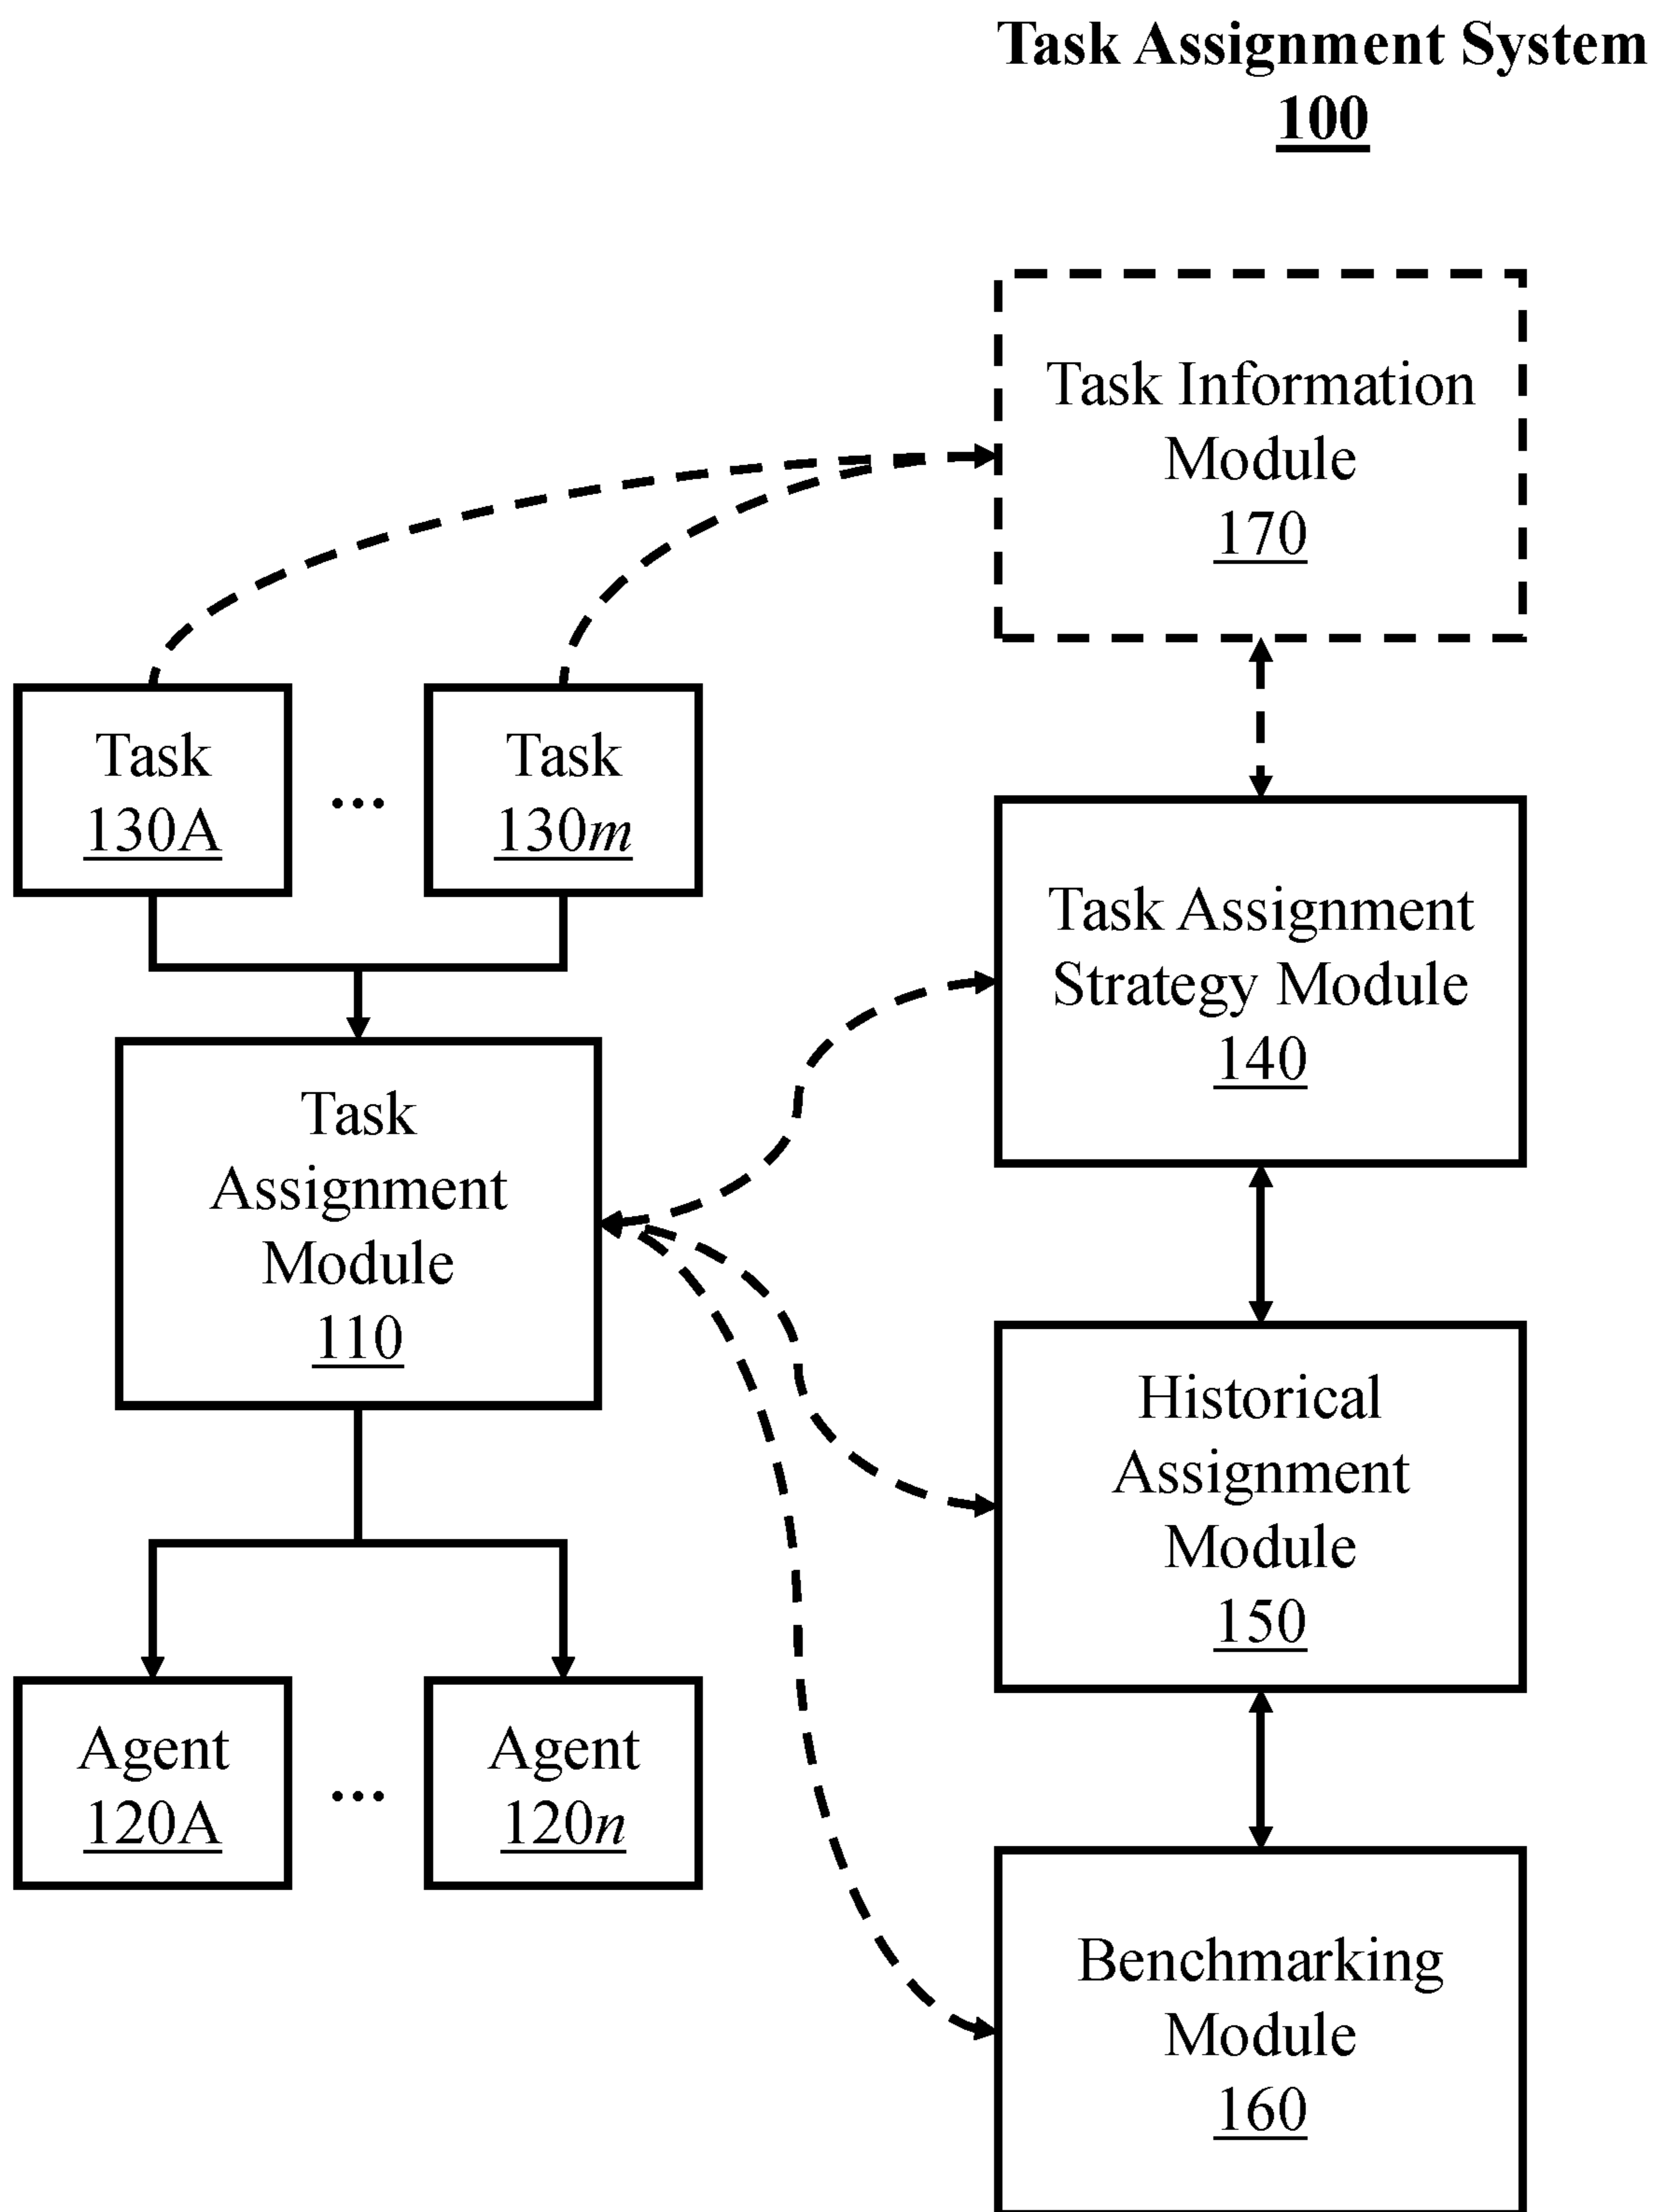 Task Assignment System
100
Task Information
Module
170
Task
130A
...
Task
130m
Task Assignment
Strategy Module
140
Task
Assignment
Module
110
Historical
Assignment
Module
150
Agent
120A
...
Agent
120n
Benchmarking
Module
160